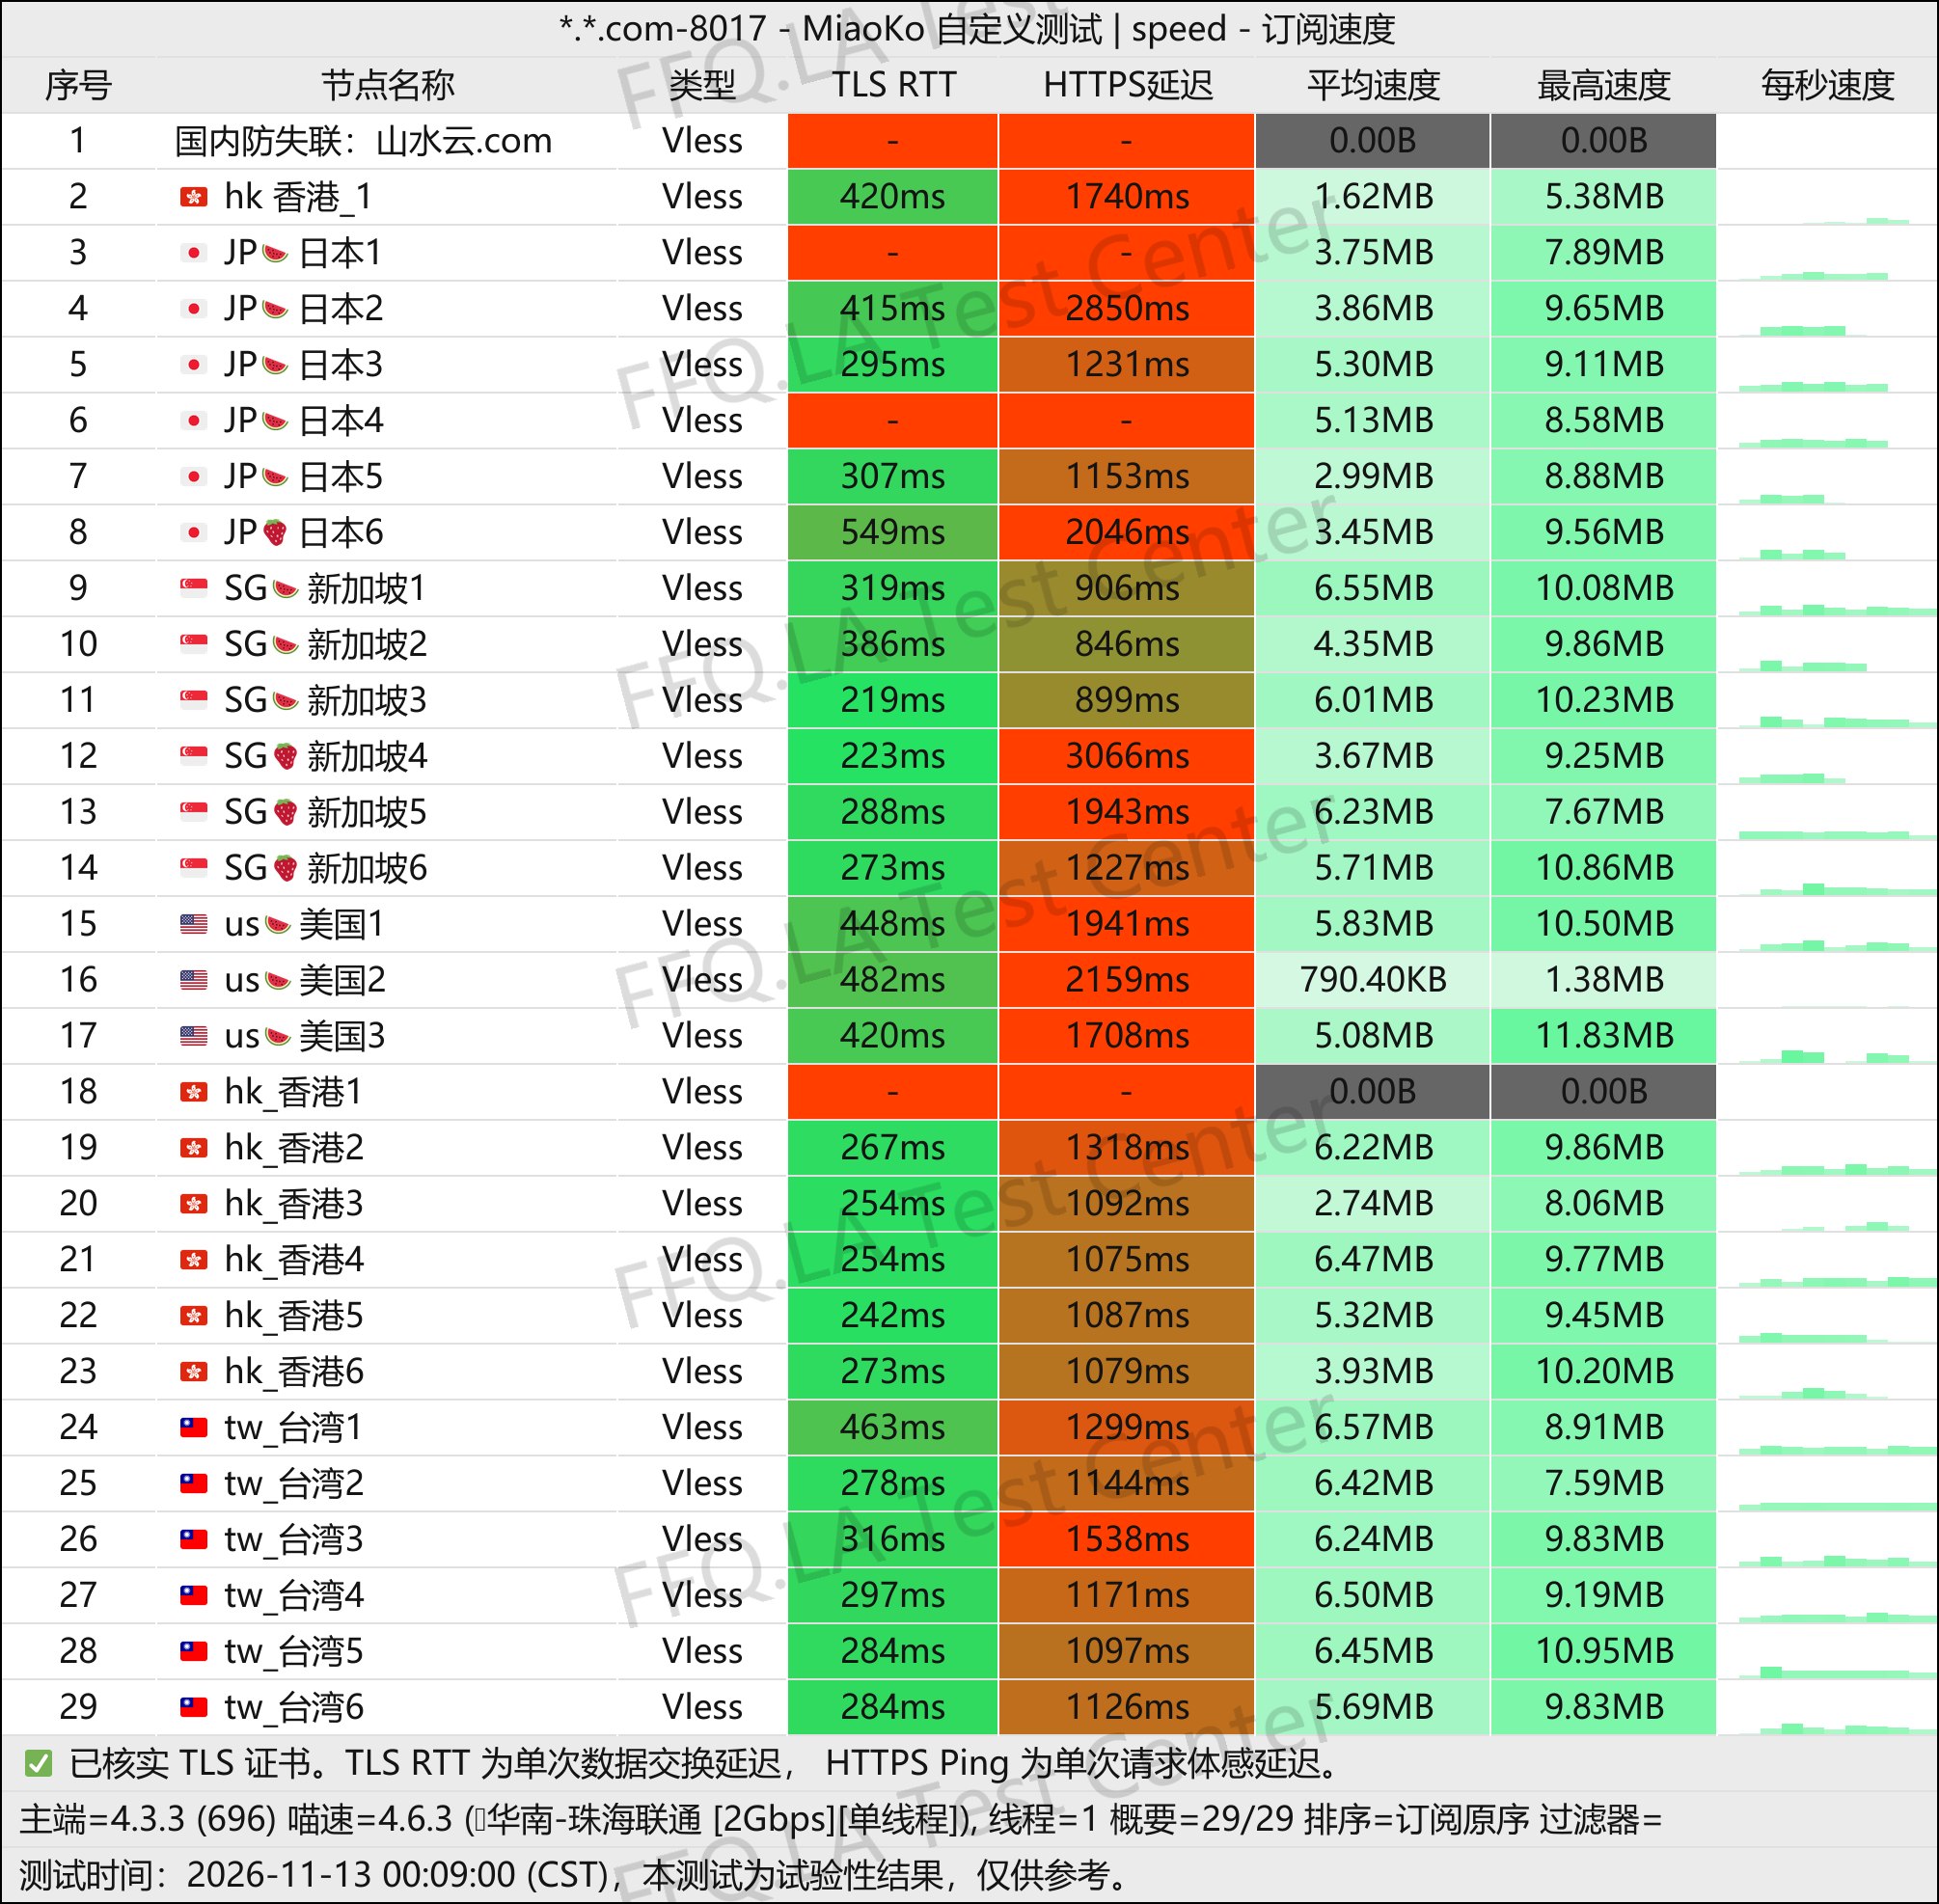 *.*.com-8017 - MiaoKo 自定义测试 | speed - 订阅速度
序号 节点名称 类型 TLS RTT HTTPS延迟 平均速度 最高速度 每秒速度
1 国内防失联：山水云.com Vless - - 0.00B 0.00B
2 hk 香港_1 Vless 420ms 1740ms 1.62MB 5.38MB
3 JP🍉日本1 Vless - - 3.75MB 7.89MB
4 JP🍉日本2 Vless 415ms 2850ms 3.86MB 9.65MB
5 JP🍉日本3 Vless 295ms 1231ms 5.30MB 9.11MB
6 JP🍉日本4 Vless - - 5.13MB 8.58MB
7 JP🍉日本5 Vless 307ms 1153ms 2.99MB 8.88MB
8 JP🍓日本6 Vless 549ms 2046ms 3.45MB 9.56MB
9 SG🍉新加坡1 Vless 319ms 906ms 6.55MB 10.08MB
10 SG🍉新加坡2 Vless 386ms 846ms 4.35MB 9.86MB
11 SG🍉新加坡3 Vless 219ms 899ms 6.01MB 10.23MB
12 SG🍓新加坡4 Vless 223ms 3066ms 3.67MB 9.25MB
13 SG🍓新加坡5 Vless 288ms 1943ms 6.23MB 7.67MB
14 SG🍓新加坡6 Vless 273ms 1227ms 5.71MB 10.86MB
15 us🍉美国1 Vless 448ms 1941ms 5.83MB 10.50MB
16 us🍉美国2 Vless 482ms 2159ms 790.40KB 1.38MB
17 us🍉美国3 Vless 420ms 1708ms 5.08MB 11.83MB
18 hk_香港1 Vless - - 0.00B 0.00B
19 hk_香港2 Vless 267ms 1318ms 6.22MB 9.86MB
20 hk_香港3 Vless 254ms 1092ms 2.74MB 8.06MB
21 hk_香港4 Vless 254ms 1075ms 6.47MB 9.77MB
22 hk_香港5 Vless 242ms 1087ms 5.32MB 9.45MB
23 hk_香港6 Vless 273ms 1079ms 3.93MB 10.20MB
24 tw_台湾1 Vless 463ms 1299ms 6.57MB 8.91MB
25 tw_台湾2 Vless 278ms 1144ms 6.42MB 7.59MB
26 tw_台湾3 Vless 316ms 1538ms 6.24MB 9.83MB
27 tw_台湾4 Vless 297ms 1171ms 6.50MB 9.19MB
28 tw_台湾5 Vless 284ms 1097ms 6.45MB 10.95MB
29 tw_台湾6 Vless 284ms 1126ms 5.69MB 9.83MB
✅ 已核实 TLS 证书。TLS RTT 为单次数据交换延迟， HTTPS Ping 为单次请求体感延迟。
主端=4.3.3 (696) 喵速=4.6.3 (华南-珠海联通 [2Gbps][单线程]), 线程=1 概要=29/29 排序=订阅原序 过滤器=
测试时间：2026-11-13 00:09:00 (CST)，本测试为试验性结果，仅供参考。
FFQ.LA Test Center
FFQ.LA Test Center
FFQ.LA Test Center
FFQ.LA Test Center
FFQ.LA Test Center
FFQ.LA Test Center
FFQ.LA Test Center